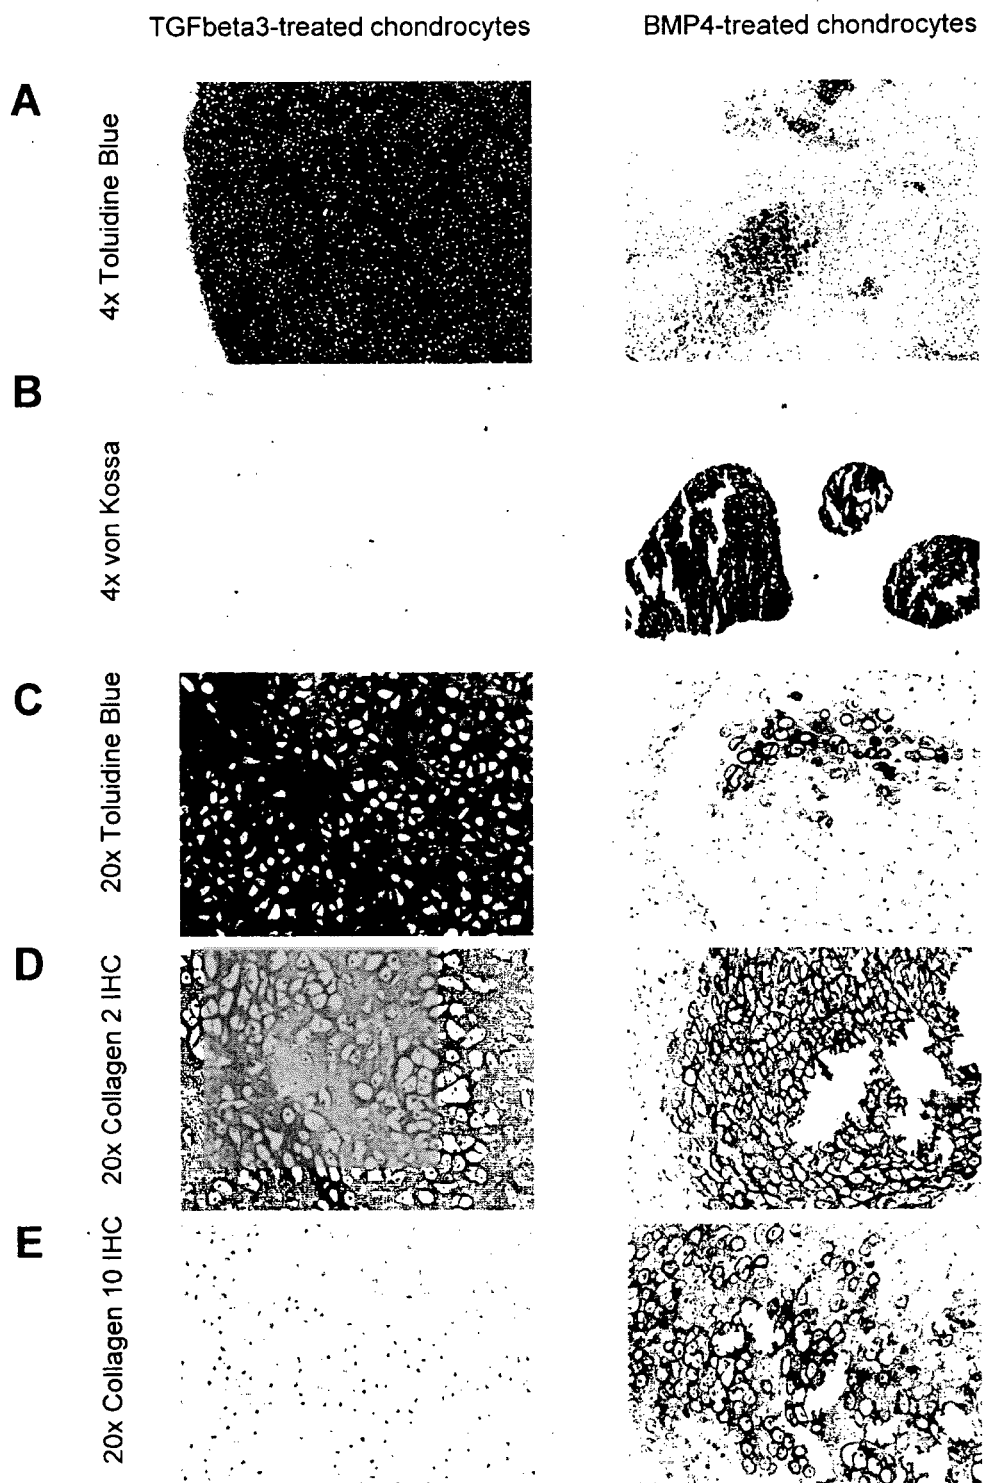 TGFbeta3-treated chondrocytes
BMP4-treated chondrocytes
A
4x Toluidine Blue
B
4x von Kossa
C
20x Toluidine Blue
D
20x Collagen 2 IHC
E
20x Collagen 10 IHC